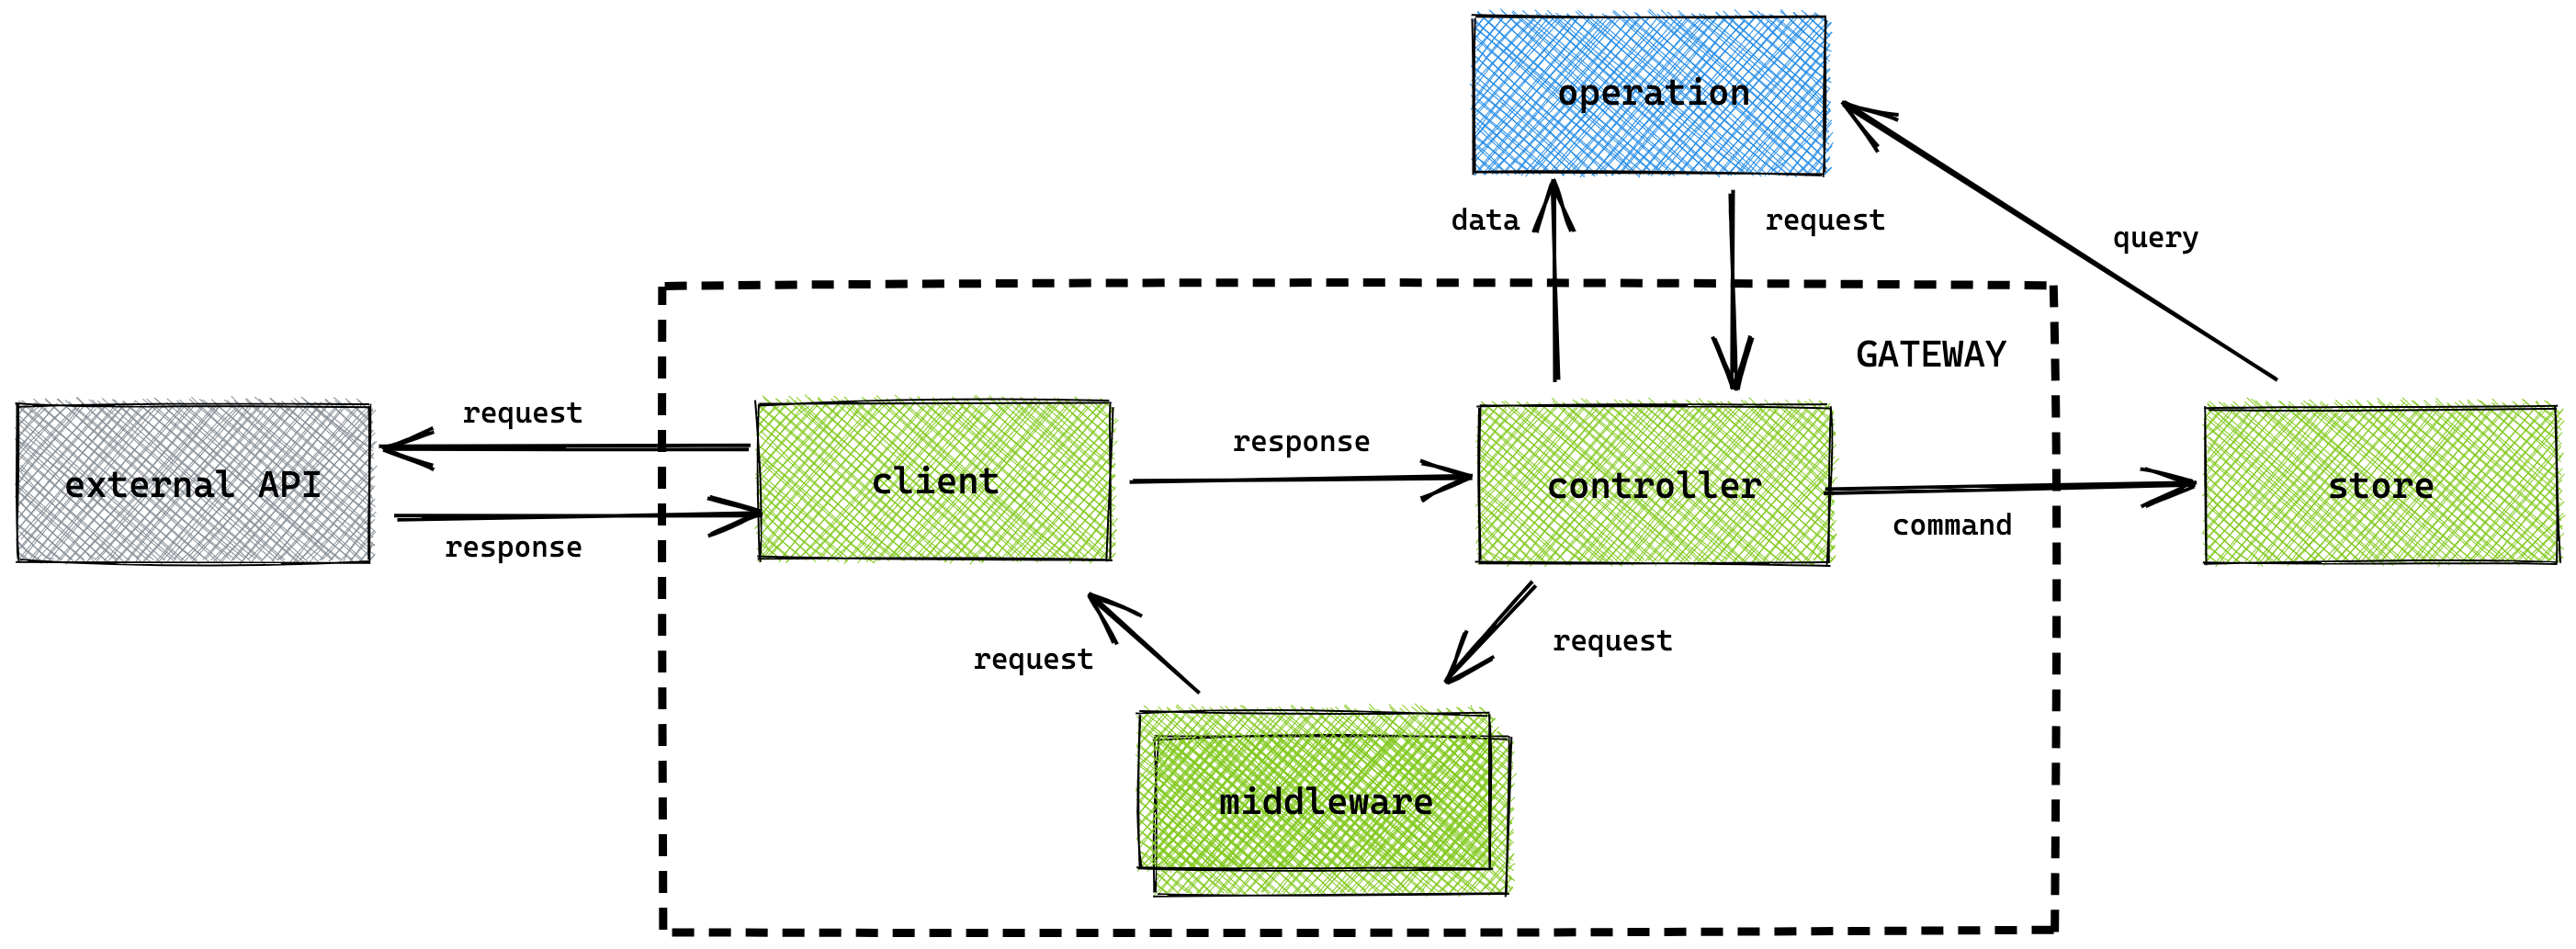 operation
data
request
query
GATEWAY
request
response
external API
client
controller
store
response
command
request
request
middleware